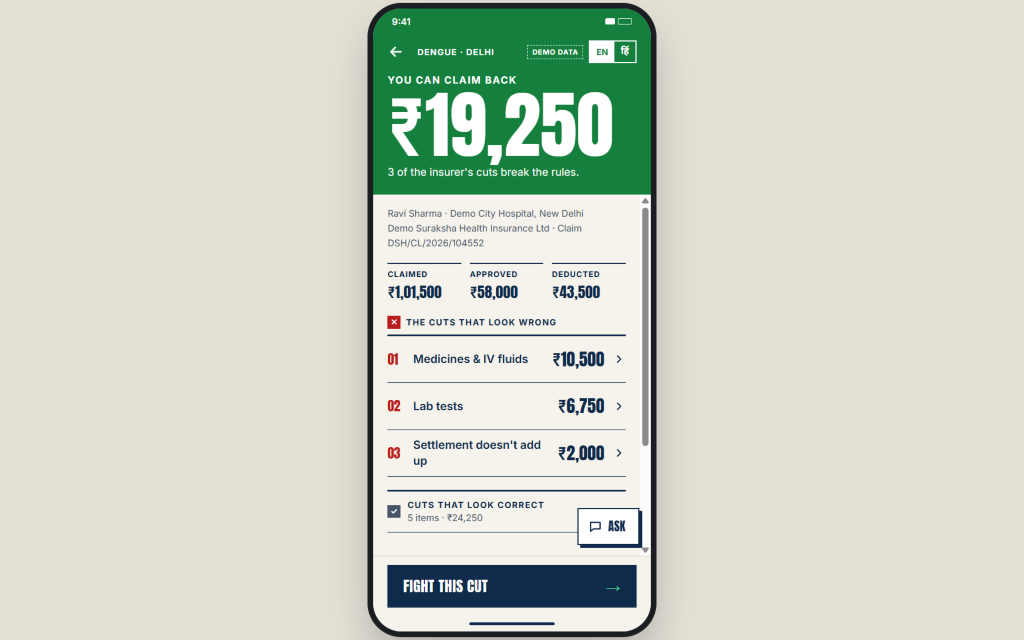 9:41
DENGUE · DELHI
DEMO DATA
EN
हिं
YOU CAN CLAIM BACK
₹19,250
3 of the insurer's cuts break the rules.
Ravi Sharma · Demo City Hospital, New Delhi
Demo Suraksha Health Insurance Ltd · Claim
DSH/CL/2026/104552
CLAIMED APPROVED DEDUCTED
₹1,01,500 ₹58,000 ₹43,500
THE CUTS THAT LOOK WRONG
01 Medicines & IV fluids ₹10,500
02 Lab tests ₹6,750
03 Settlement doesn't add
up ₹2,000
CUTS THAT LOOK CORRECT
5 items · ₹24,250
ASK
FIGHT THIS CUT →